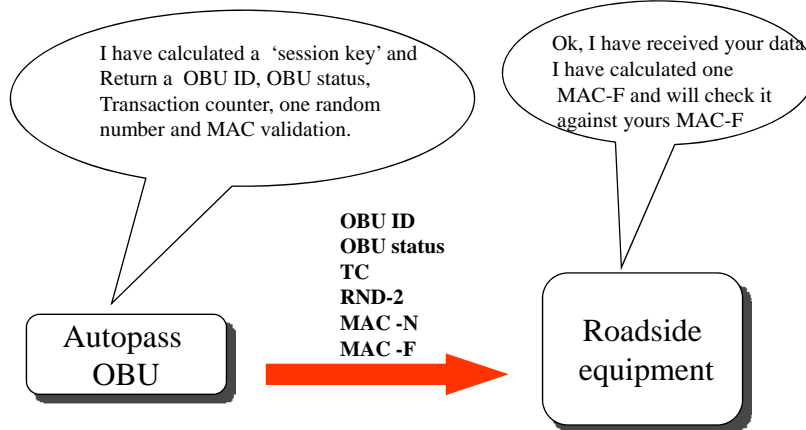 I have calculated a ‘session key’ and
Return a OBU ID, OBU status,
Transaction counter, one random
number and MAC validation.
Ok, I have received your data
I have calculated one
MAC-F and will check it
against yours MAC-F
OBU ID
OBU status
TC
RND-2
MAC -N
MAC -F
Autopass
OBU
Roadside
equipment